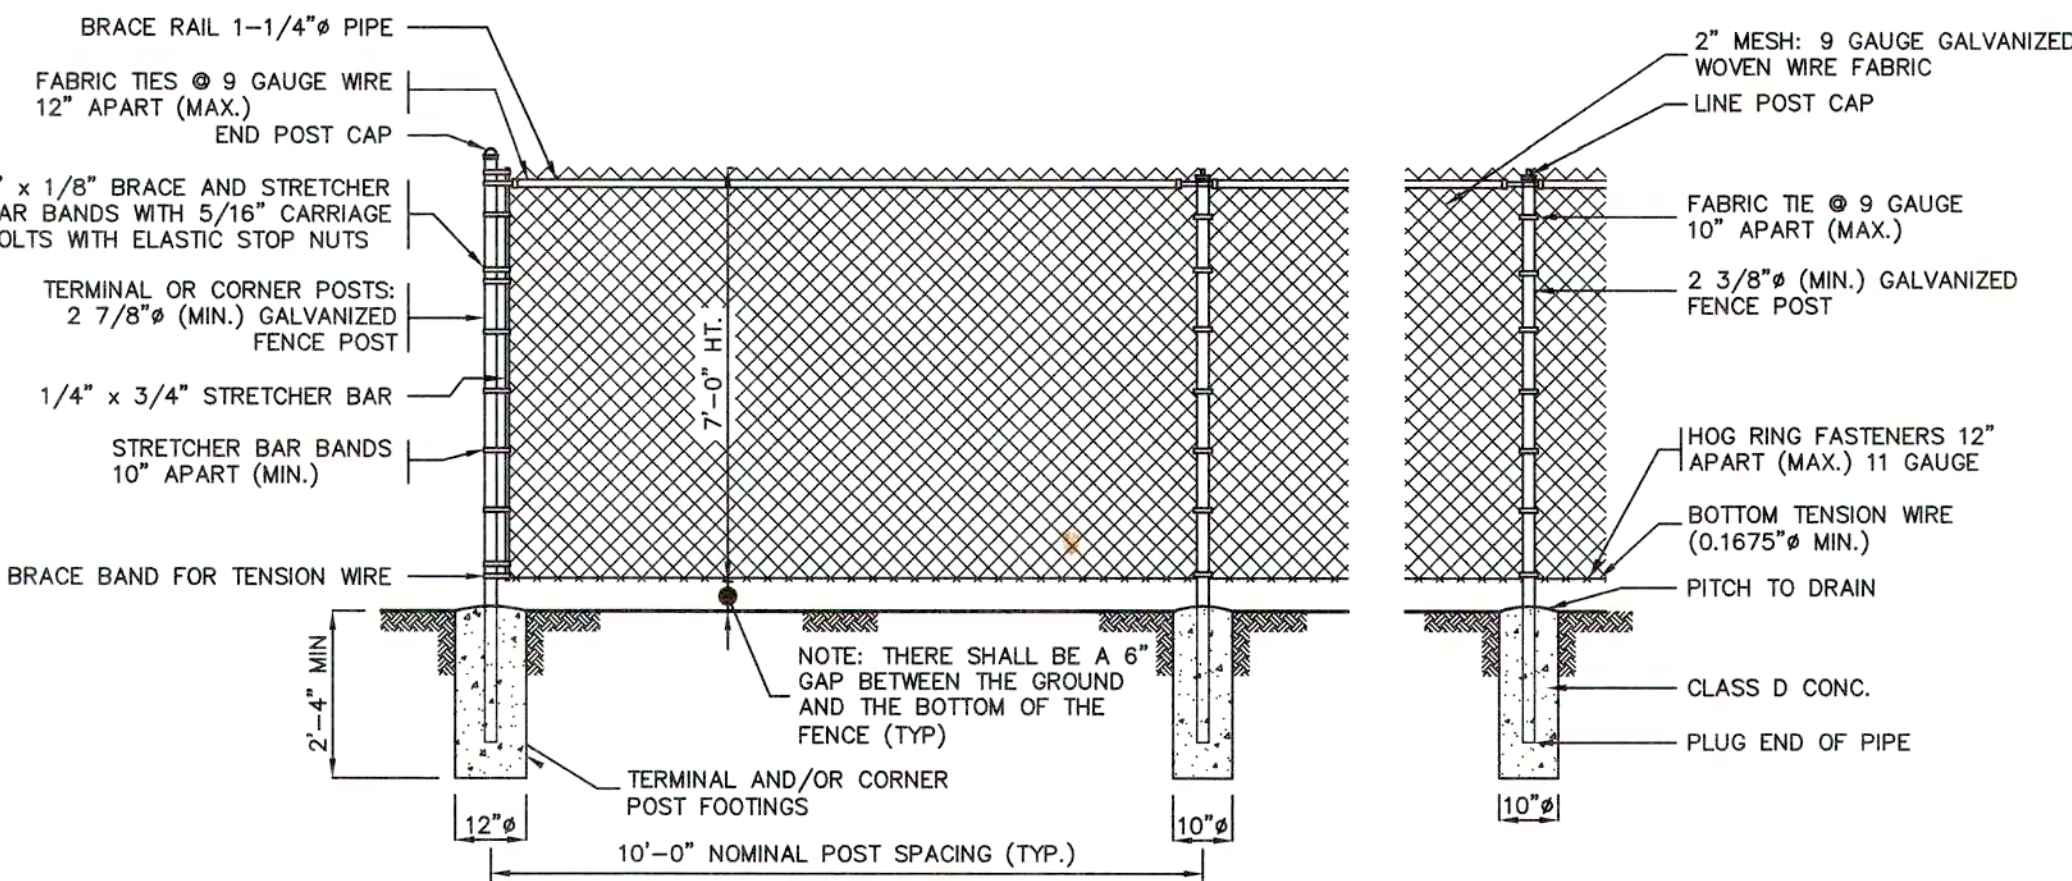 BRACE RAIL 1-1/4"ø PIPE
FABRIC TIES @ 9 GAUGE WIRE
12" APART (MAX.)
END POST CAP
x 1/8" BRACE AND STRETCHER
BANDS WITH 5/16" CARRIAGE
WITH ELASTIC STOP NUTS
TERMINAL OR CORNER POSTS:
2 7/8"ø (MIN.) GALVANIZED
FENCE POST
1/4" x 3/4" STRETCHER BAR
STRETCHER BAR BANDS
10" APART (MIN.)
BRACE BAND FOR TENSION WIRE
2'-4" MIN
7'-0" HT.
NOTE: THERE SHALL BE A 6"
GAP BETWEEN THE GROUND
AND THE BOTTOM OF THE
FENCE (TYP)
TERMINAL AND/OR CORNER
POST FOOTINGS
12"ø
10"ø
10"ø
10'-0" NOMINAL POST SPACING (TYP.)
2" MESH: 9 GAUGE GALVANIZED
WOVEN WIRE FABRIC
LINE POST CAP
FABRIC TIE @ 9 GAUGE
10" APART (MAX.)
2 3/8"ø (MIN.) GALVANIZED
FENCE POST
HOG RING FASTENERS 12"
APART (MAX.) 11 GAUGE
BOTTOM TENSION WIRE
(0.1675"ø MIN.)
PITCH TO DRAIN
CLASS D CONC.
PLUG END OF PIPE